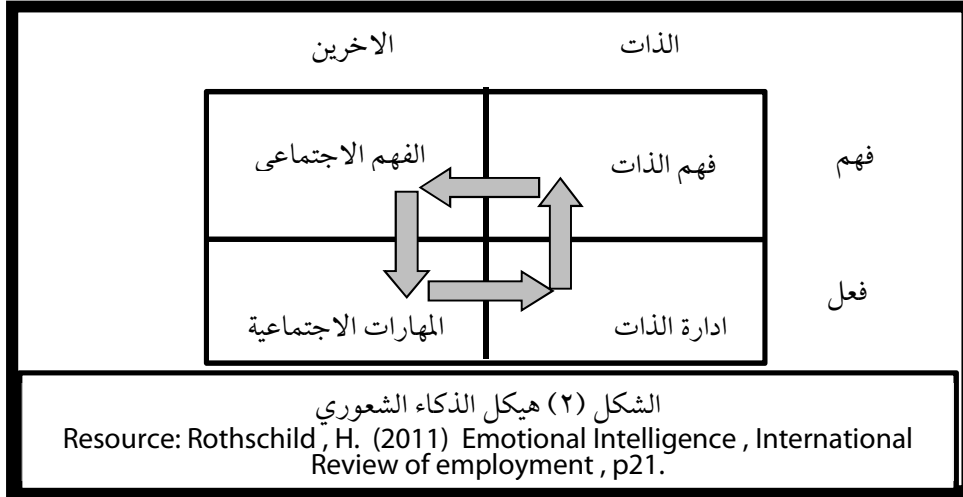 الذات الاخرين
فهم الذات الفهم الاجتماعى فهم
ادارة الذات المهارات الاجتماعية فعل
الشكل (٢) هيكل الذكاء الشعوري
Resource: Rothschild , H. (2011) Emotional Intelligence , International
Review of employment , p21.